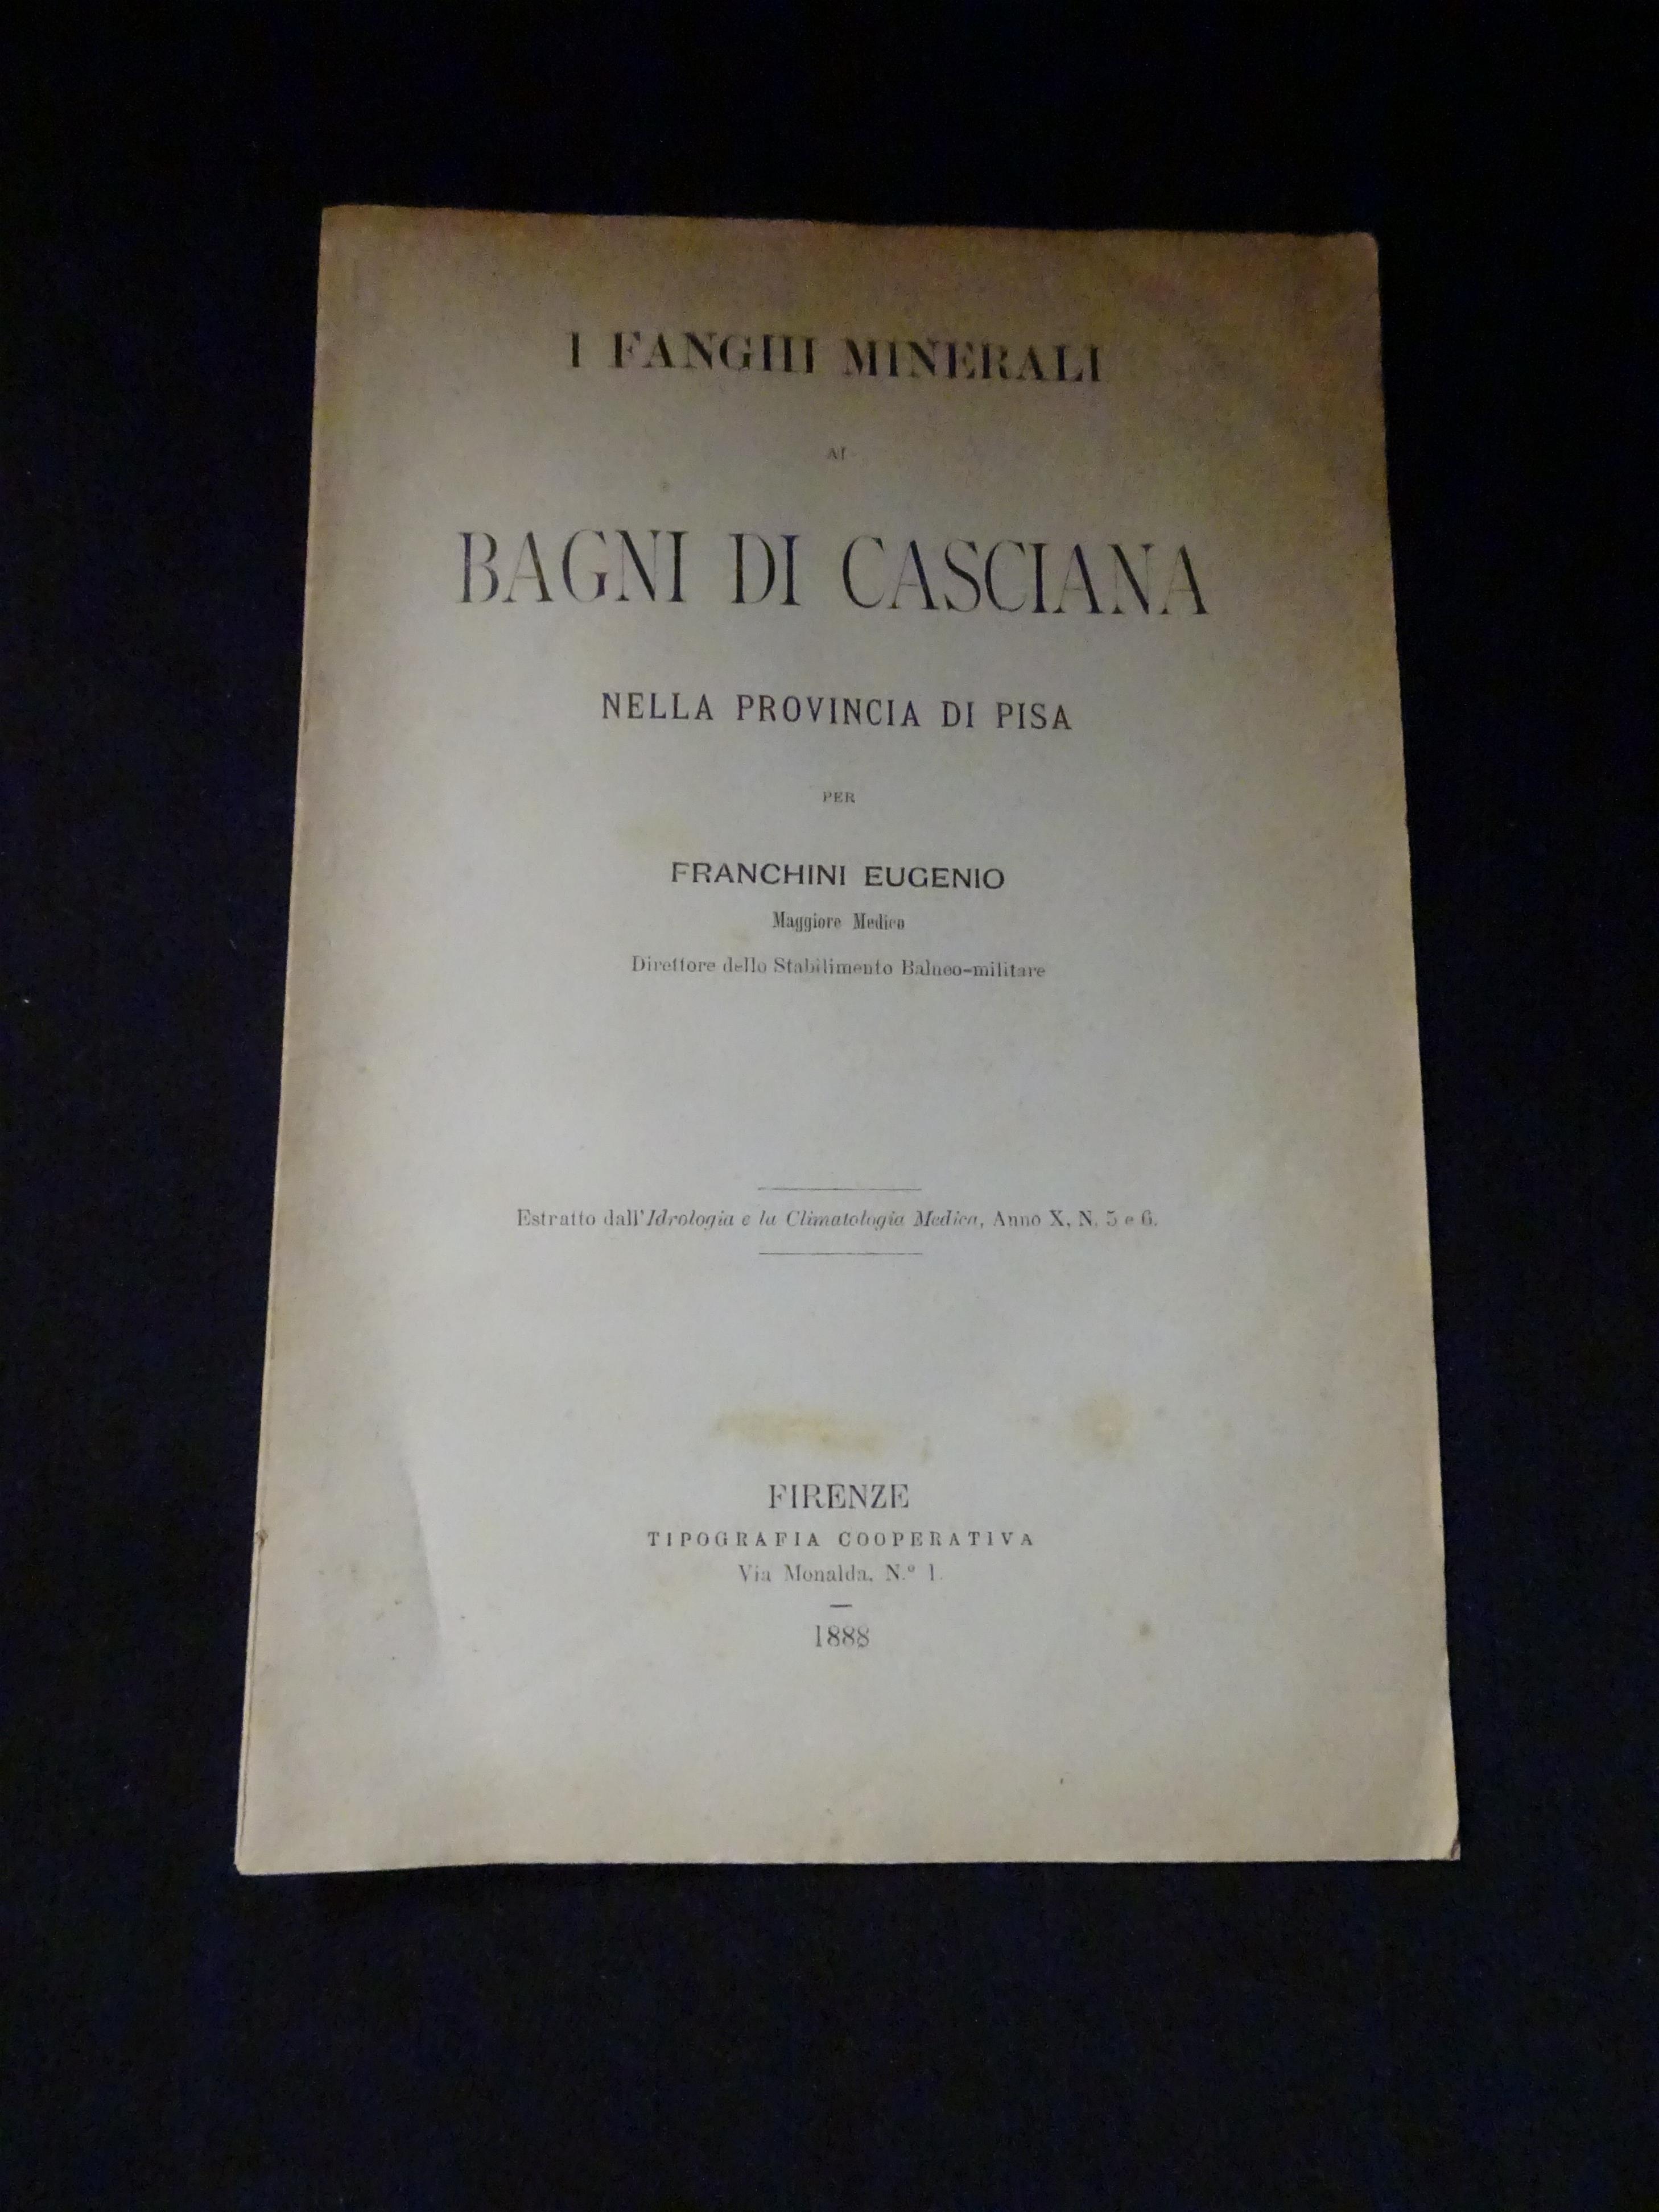 I FANGHI MINERALI
AI
BAGNI DI CASCIANA
NELLA PROVINCIA DI PISA
PER
FRANCHINI EUGENIO
Maggiore Medico
Direttore dello Stabilimento Balneo-militare
Estratto dall'Idrologia e la Climatologia Medica, Anno X, N. 5 e 6.
FIRENZE
TIPOGRAFIA COOPERATIVA
Via Monalda, N.º 1.
1888